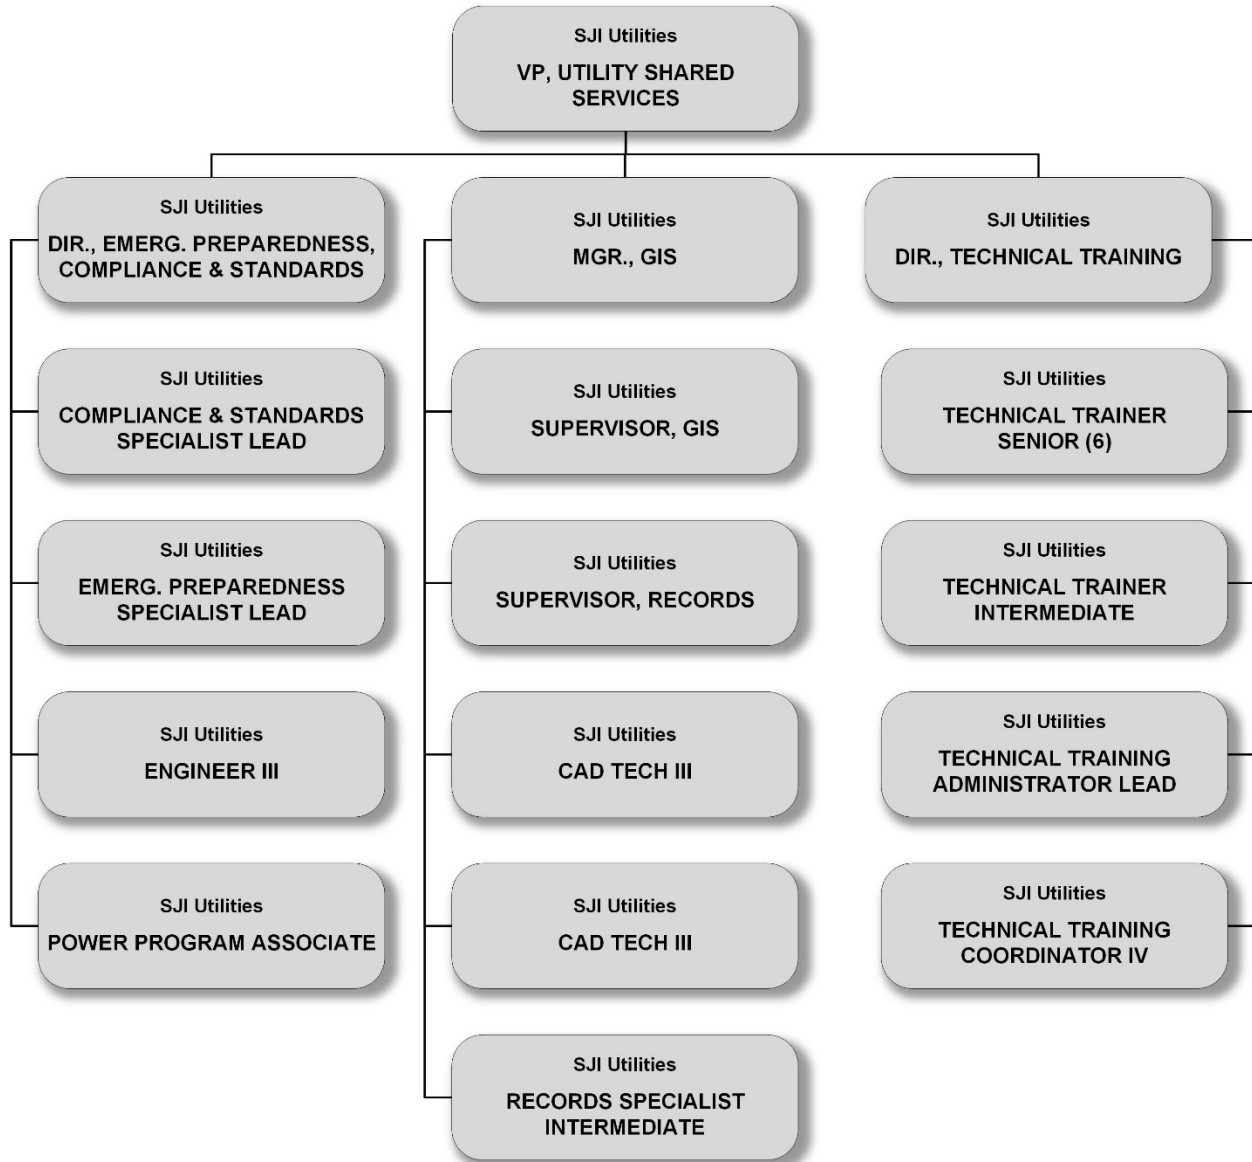 SJI Utilities
VP, UTILITY SHARED
SERVICES
SJI Utilities
DIR., EMERG. PREPAREDNESS,
COMPLIANCE & STANDARDS
SJI Utilities
COMPLIANCE & STANDARDS
SPECIALIST LEAD
SJI Utilities
EMERG. PREPAREDNESS
SPECIALIST LEAD
SJI Utilities
ENGINEER III
SJI Utilities
POWER PROGRAM ASSOCIATE
SJI Utilities
MGR., GIS
SJI Utilities
SUPERVISOR, GIS
SJI Utilities
SUPERVISOR, RECORDS
SJI Utilities
CAD TECH III
SJI Utilities
CAD TECH III
SJI Utilities
RECORDS SPECIALIST
INTERMEDIATE
SJI Utilities
DIR., TECHNICAL TRAINING
SJI Utilities
TECHNICAL TRAINER
SENIOR (6)
SJI Utilities
TECHNICAL TRAINER
INTERMEDIATE
SJI Utilities
TECHNICAL TRAINING
ADMINISTRATOR LEAD
SJI Utilities
TECHNICAL TRAINING
COORDINATOR IV